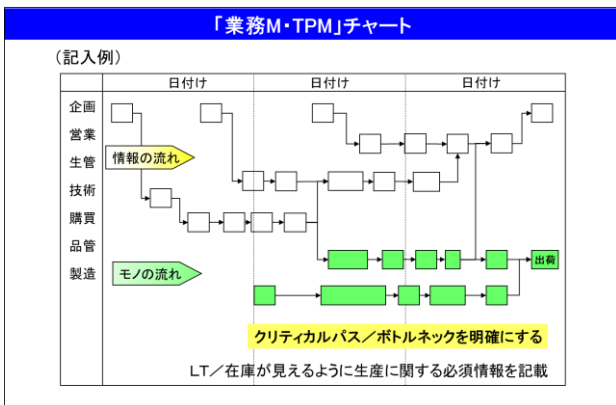 「業務M・TPM」チャート
（記入例）
日付け 日付け 日付け
企画
営業
生管
情報の流れ
技術
購買
品管
製造
モノの流れ
出荷
クリティカルパス／ボトルネックを明確にする
LT／在庫が見えるように生産に関する必須情報を記載